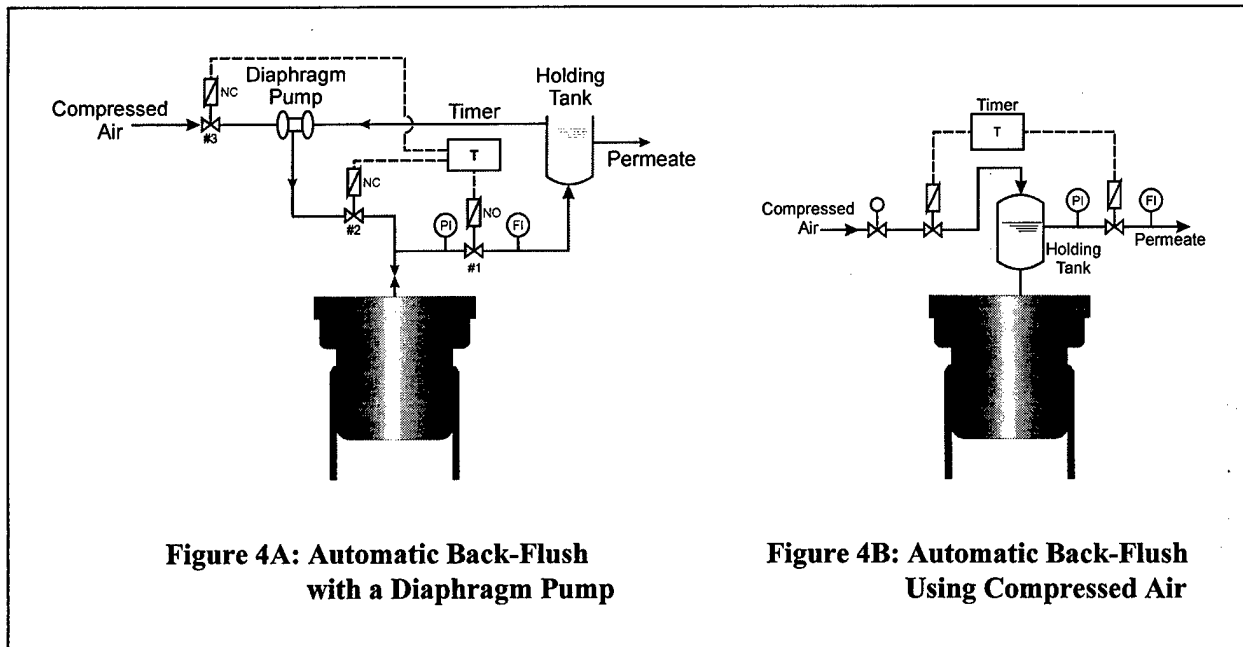 Diaphragm
Pump
NC
Compressed
Air
#3
Timer
Holding
Tank
T
NC
Permeate
NO
#2
PI
FI
#1
Timer
T
Compressed
Air
PI
FI
Permeate
Holding
Tank
Figure 4A: Automatic Back-Flush
with a Diaphragm Pump
Figure 4B: Automatic Back-Flush
Using Compressed Air